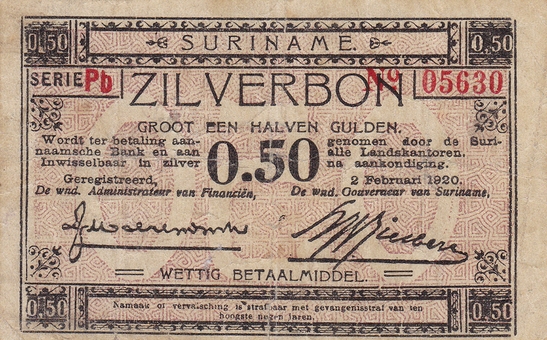 0.50 SURINAME. 0.50
SERIE Pb ZILVERBON No 05630
GROOT EEN HALVEN GULDEN.
Wordt ter betaling aan- genomen door de Suri-
naamsche Bank en aan 0.50 alle Landskantoren.
Inwisselbaar in zilver na aankondiging.
Geregistreerd, 2 Februari 1920.
De wnd. Administrateur van Financiën, De wnd. Gouverneur van Suriname,
WETTIG BETAALMIDDEL.
0.50 Namaak of vervalsching is strafbaar met gevangenisstraf van ten 0.50
hoogste negen jaren.